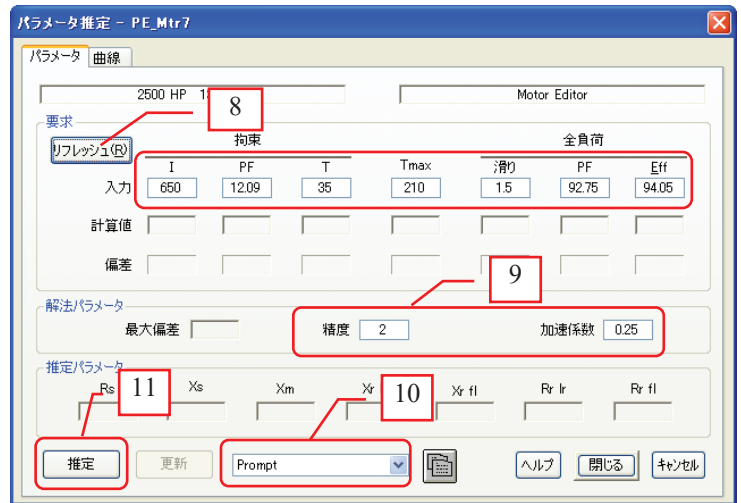 パラメータ推定 - PE_Mtr7
パラメータ 曲線
2500 HP Motor Editor
要求
8
リフレッシュ(R) 拘束 全負荷
I PF T Tmax 滑り PF Eff
入力 650 12.09 35 210 1.5 92.75 94.05
計算値
偏差
9
解法パラメータ
最大偏差 精度 2 加速係数 0.25
推定パラメータ
Rs 11 Xs Xm Xr 10 Xr fl Rr lr Rr fl
推定 更新 Prompt ヘルプ 閉じる キャンセル